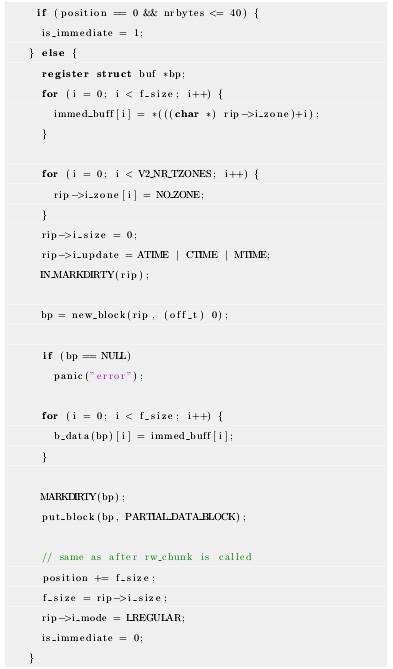 if (position == 0 && nrbytes <= 40) {
is_immediate = 1;
} else {
register struct buf *bp;
for (i = 0; i < f_size; i++) {
immed_buff[i] = *(((char *) rip->i_zone)+i);
}
for (i = 0; i < V2_NR_TZONES; i++) {
rip->i_zone[i] = NO_ZONE;
}
rip->i_size = 0;
rip->i_update = ATIME | CTIME | MTIME;
IN_MARKDIRTY(rip);
bp = new_block(rip, (off_t) 0);
if (bp == NULL)
panic("error");
for (i = 0; i < f_size; i++) {
b_data(bp)[i] = immed_buff[i];
}
MARKDIRTY(bp);
put_block(bp, PARTIAL_DATA_BLOCK);
// same as after rw_chunk is called
position += f_size;
f_size = rip->i_size;
rip->i_mode = I_REGULAR;
is_immediate = 0;
}